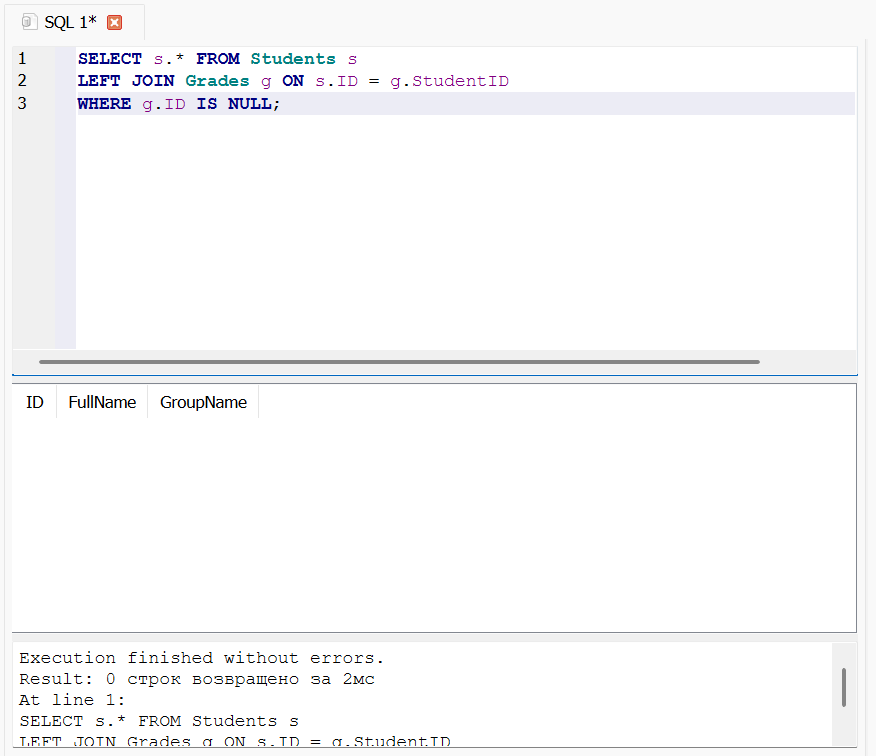 SQL 1*
1 SELECT s.* FROM Students s
2 LEFT JOIN Grades g ON s.ID = g.StudentID
3 WHERE g.ID IS NULL;
ID FullName GroupName
Execution finished without errors.
Result: 0 строк возвращено за 2мс
At line 1:
SELECT s.* FROM Students s
LEFT JOIN Grades g ON s.ID = g.StudentID